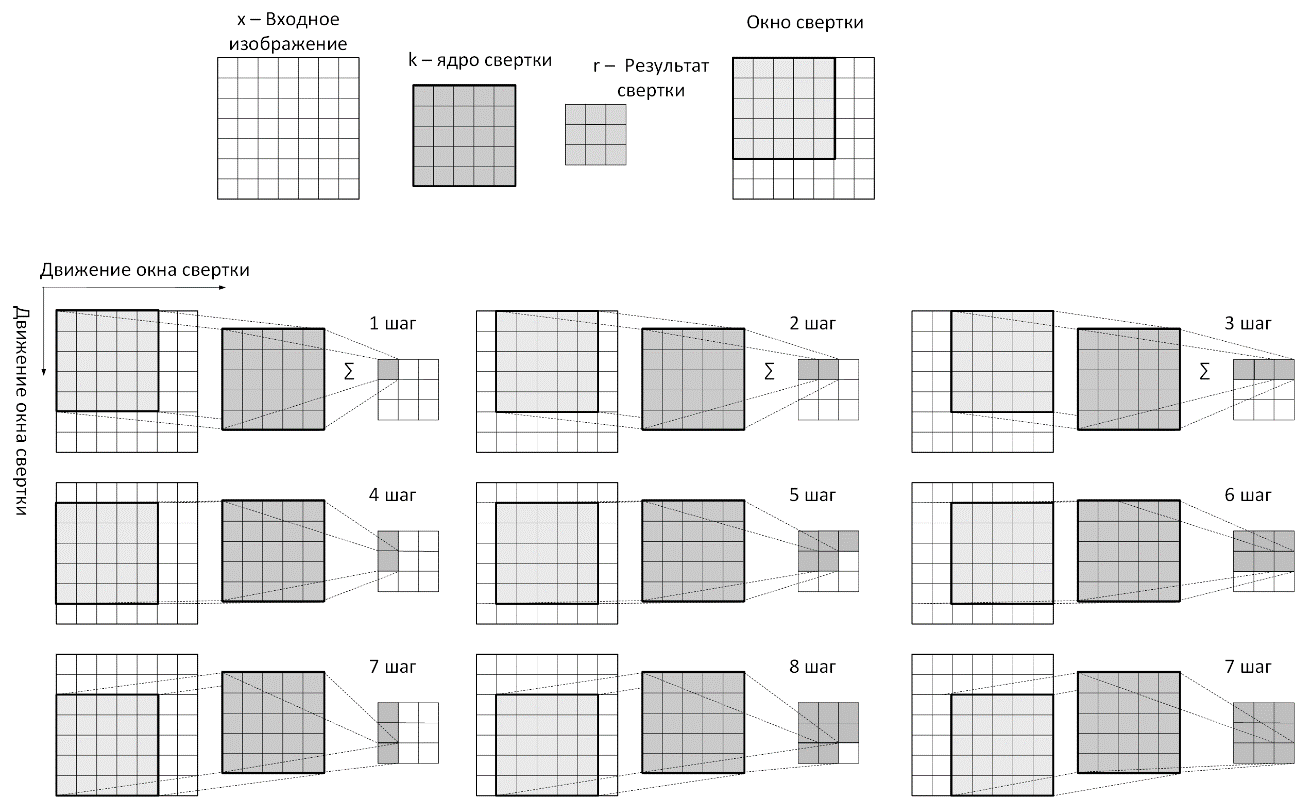 x – Входное
изображение
k – ядро свертки
r – Результат
свертки
Окно свертки
Движение окна свертки
Движение окна свертки
1 шаг
∑
2 шаг
∑
3 шаг
∑
4 шаг
5 шаг
6 шаг
7 шаг
8 шаг
7 шаг